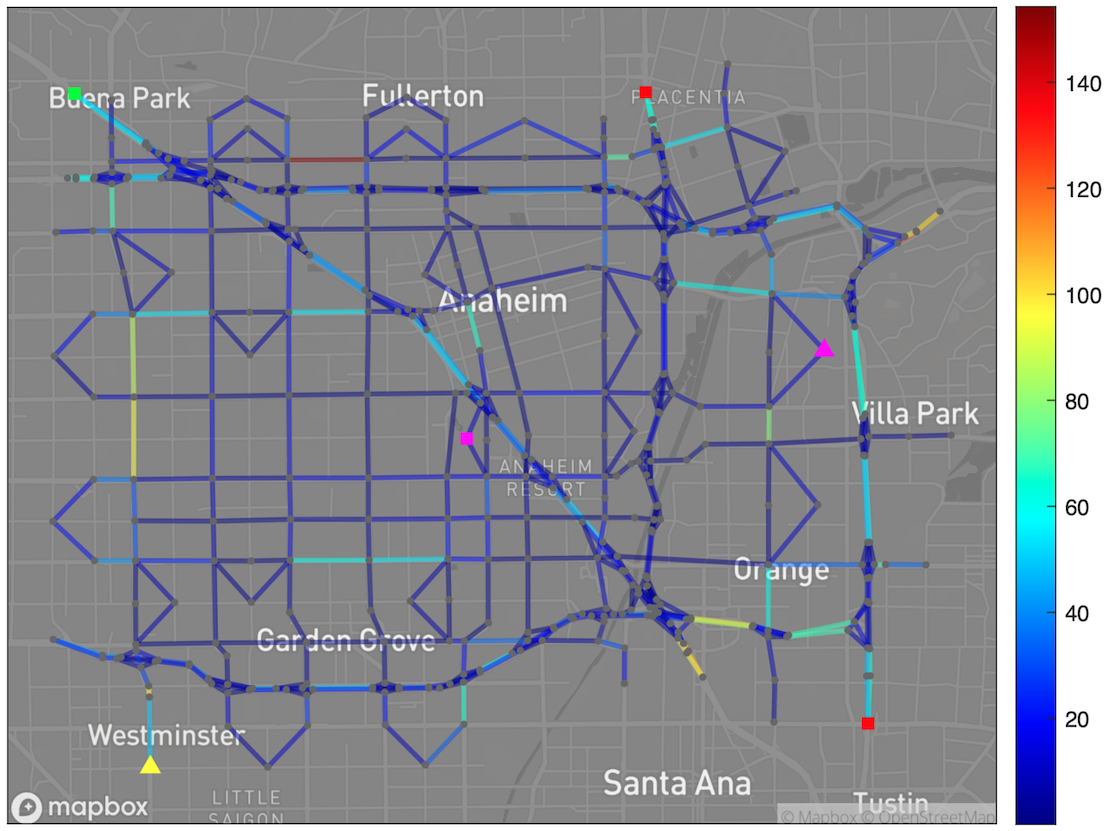 Buena Park
Fullerton
PLACENTIA
Anaheim
Villa Park
ANAHEIM
RESORT
Orange
Garden Grove
Westminster
Santa Ana
LITTLE
SAIGON
Tustin
mapbox
© Mapbox © OpenStreetMap
140
120
100
80
60
40
20